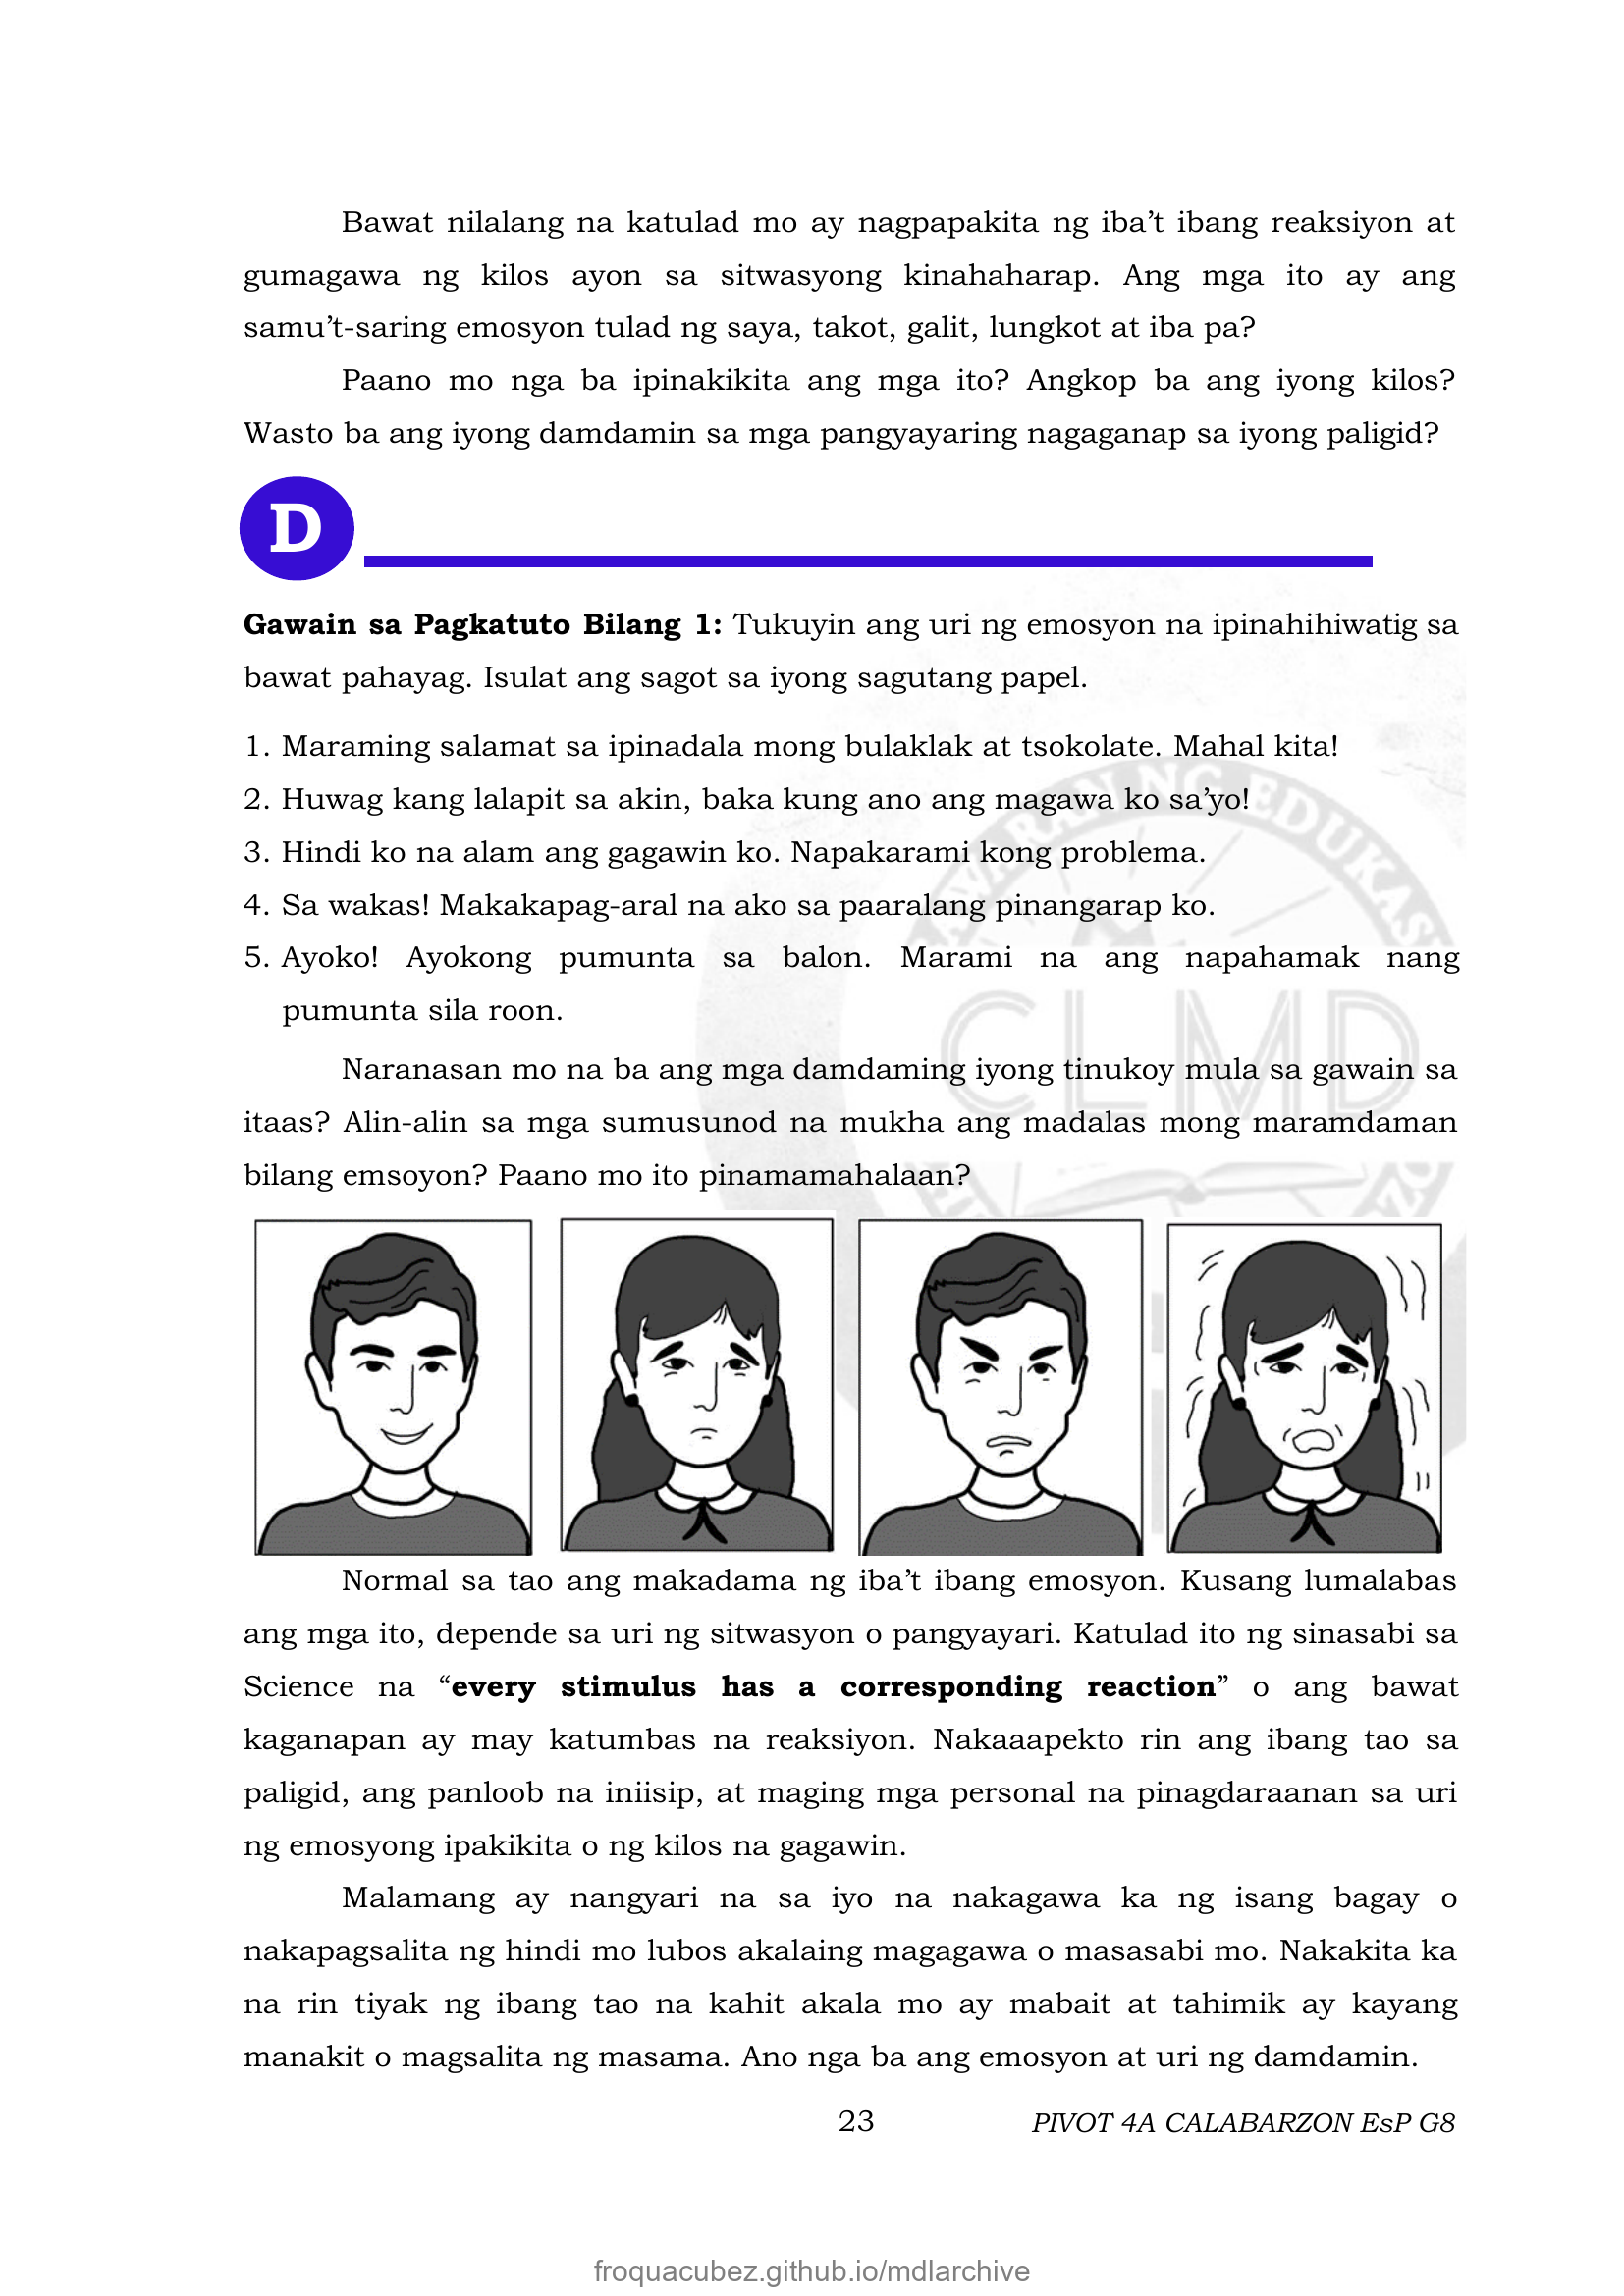 Bawat nilalang na katulad mo ay nagpapakita ng iba’t ibang reaksiyon at
gumagawa ng kilos ayon sa sitwasyong kinahaharap. Ang mga ito ay ang
samu’t-saring emosyon tulad ng saya, takot, galit, lungkot at iba pa?
Paano mo nga ba ipinakikita ang mga ito? Angkop ba ang iyong kilos?
Wasto ba ang iyong damdamin sa mga pangyayaring nagaganap sa iyong paligid?
D
Gawain sa Pagkatuto Bilang 1: Tukuyin ang uri ng emosyon na ipinahihiwatig sa
bawat pahayag. Isulat ang sagot sa iyong sagutang papel.
1. Maraming salamat sa ipinadala mong bulaklak at tsokolate. Mahal kita!
2. Huwag kang lalapit sa akin, baka kung ano ang magawa ko sa’yo!
3. Hindi ko na alam ang gagawin ko. Napakarami kong problema.
4. Sa wakas! Makakapag-aral na ako sa paaralang pinangarap ko.
5. Ayoko! Ayokong pumunta sa balon. Marami na ang napahamak nang
pumunta sila roon.
CLMD
Naranasan mo na ba ang mga damdaming iyong tinukoy mula sa gawain sa
itaas? Alin-alin sa mga sumusunod na mukha ang madalas mong maramdaman
bilang emsoyon? Paano mo ito pinamamahalaan?
Normal sa tao ang makadama ng iba’t ibang emosyon. Kusang lumalabas
ang mga ito, depende sa uri ng sitwasyon o pangyayari. Katulad ito ng sinasabi sa
Science na “every stimulus has a corresponding reaction” o ang bawat
kaganapan ay may katumbas na reaksiyon. Nakaaapekto rin ang ibang tao sa
paligid, ang panloob na iniisip, at maging mga personal na pinagdaraanan sa uri
ng emosyong ipakikita o ng kilos na gagawin.
Malamang ay nangyari na sa iyo na nakagawa ka ng isang bagay o
nakapagsalita ng hindi mo lubos akalaing magagawa o masasabi mo. Nakakita ka
na rin tiyak ng ibang tao na kahit akala mo ay mabait at tahimik ay kayang
manakit o magsalita ng masama. Ano nga ba ang emosyon at uri ng damdamin.
23
PIVOT 4A CALABARZON EsP G8
froquacubez.github.io/mdlarchive